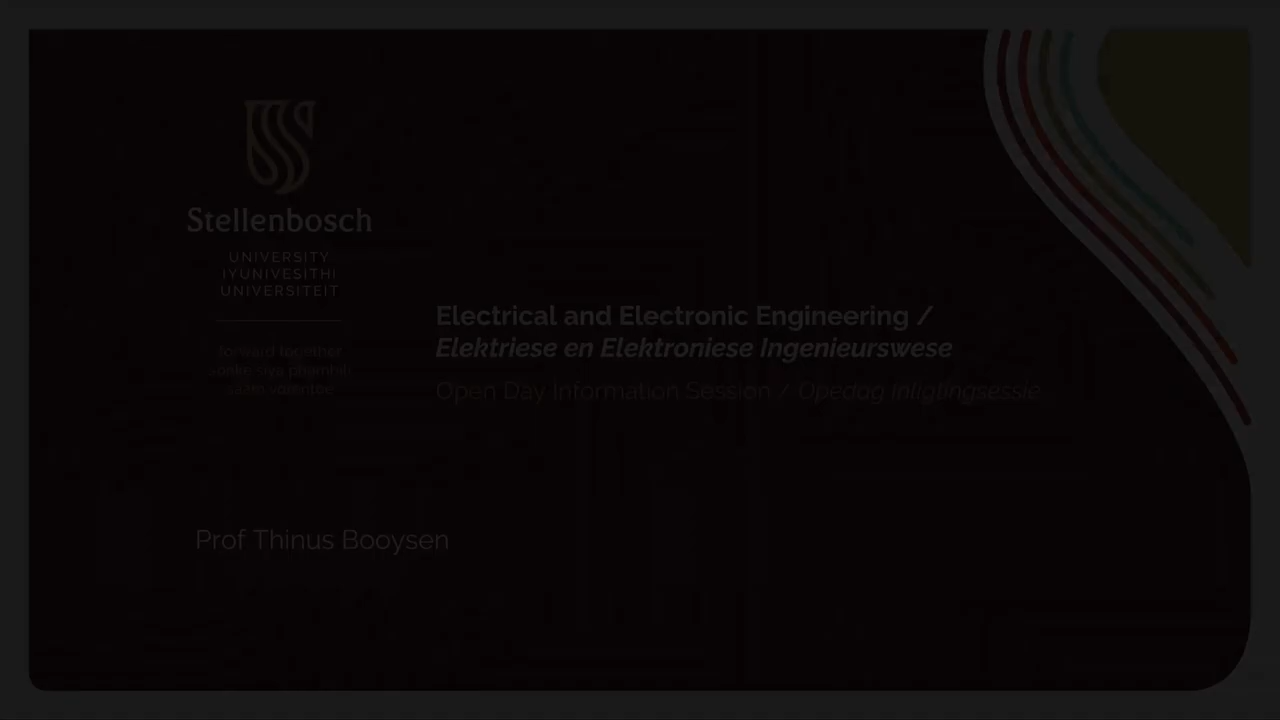 Stellenbosch
UNIVERSITY
IYUNIVESITHI
UNIVERSITEIT
forward together
sonke siya phambili
saam vorentoe
Electrical and Electronic Engineering /
Elektriese en Elektroniese Ingenieurswese
Open Day Information Session / Opedag Inligtingsessie
Prof Thinus Booysen